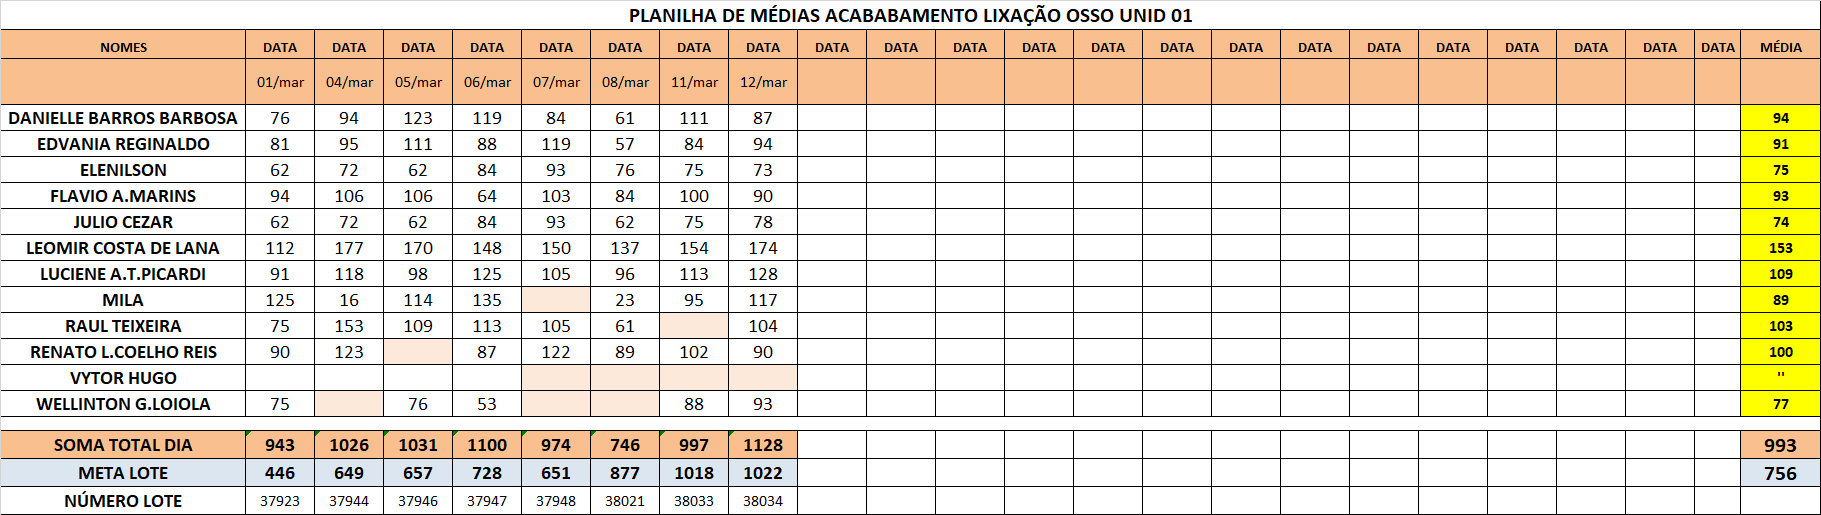 PLANILHA DE MÉDIAS ACABABAMENTO LIXAÇÃO OSSO UNID 01
NOMES DATA DATA DATA DATA DATA DATA DATA DATA DATA DATA DATA DATA DATA DATA DATA DATA DATA DATA DATA DATA DATA DATA MÉDIA
01/mar 04/mar 05/mar 06/mar 07/mar 08/mar 11/mar 12/mar
DANIELLE BARROS BARBOSA 76 94 123 119 84 61 111 87 94
EDVANIA REGINALDO 81 95 111 88 119 57 84 94 91
ELENILSON 62 72 62 84 93 76 75 73 75
FLAVIO A.MARINS 94 106 106 64 103 84 100 90 93
JULIO CEZAR 62 72 62 84 93 62 75 78 74
LEOMIR COSTA DE LANA 112 177 170 148 150 137 154 174 153
LUCIENE A.T.PICARDI 91 118 98 125 105 96 113 128 109
MILA 125 16 114 135 23 95 117 89
RAUL TEIXEIRA 75 153 109 113 105 61 104 103
RENATO L.COELHO REIS 90 123 87 122 89 102 90 100
VYTOR HUGO ''
WELLINTON G.LOIOLA 75 76 53 88 93 77
SOMA TOTAL DIA 943 1026 1031 1100 974 746 997 1128 993
META LOTE 446 649 657 728 651 877 1018 1022 756
NÚMERO LOTE 37923 37944 37946 37947 37948 38021 38033 38034